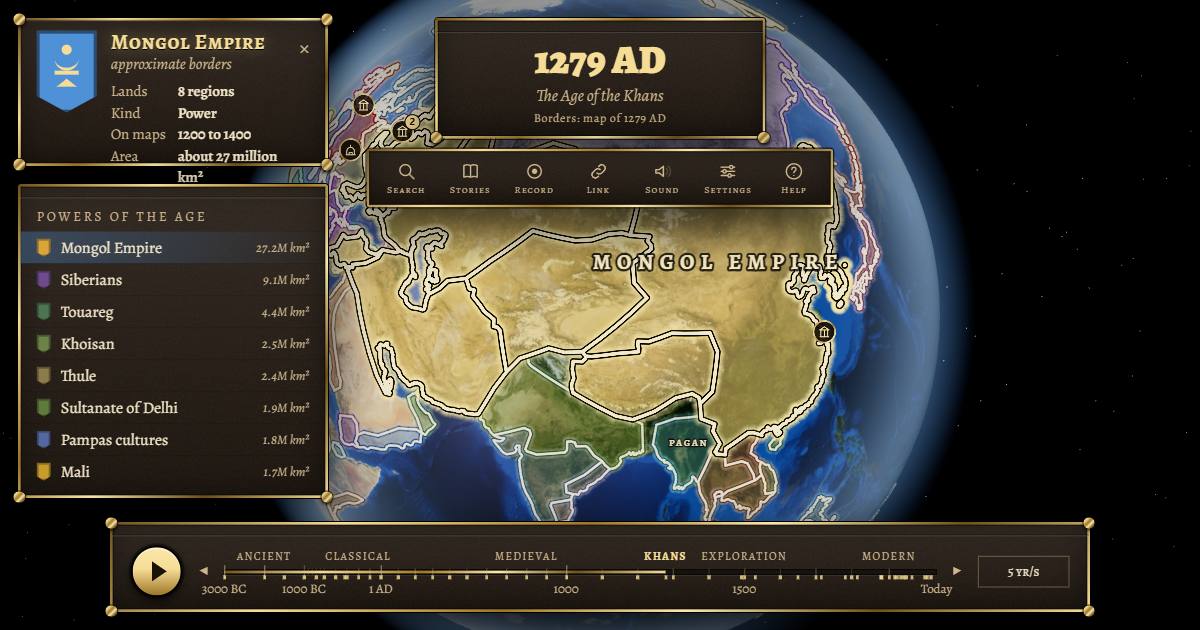 Mongol Empire
approximate borders
×
Lands 8 regions
Kind Power
On maps 1200 to 1400
Area about 27 million
km²
1279 AD
The Age of the Khans
Borders: map of 1279 AD
2
Search Stories Record Link Sound Settings Help
POWERS OF THE AGE
Mongol Empire 27.2M km²
Siberians 9.1M km²
Touareg 4.4M km²
Khoisan 2.5M km²
Thule 2.4M km²
Sultanate of Delhi 1.9M km²
Pampas cultures 1.8M km²
Mali 1.7M km²
MONGOL EMPIRE
PAGAN
ANCIENT CLASSICAL MEDIEVAL KHANS EXPLORATION MODERN
3000 BC 1000 BC 1 AD 1000 1500 Today
5 YR/S